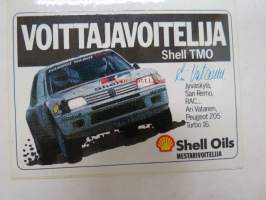 VOITTAJAVOITELIJA
Shell TMO
Jyväskylä,
San Remo,
RAC...
Ari Vatanen,
Peugeot 205
Turbo 16.
Shell Oils
MESTARIVOITELIJA